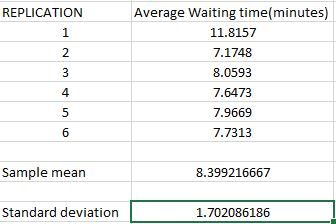 REPLICATION Average Waiting time(minutes)
1 11.8157
2 7.1748
3 8.0593
4 7.6473
5 7.9669
6 7.7313
Sample mean 8.399216667
Standard deviation 1.702086186